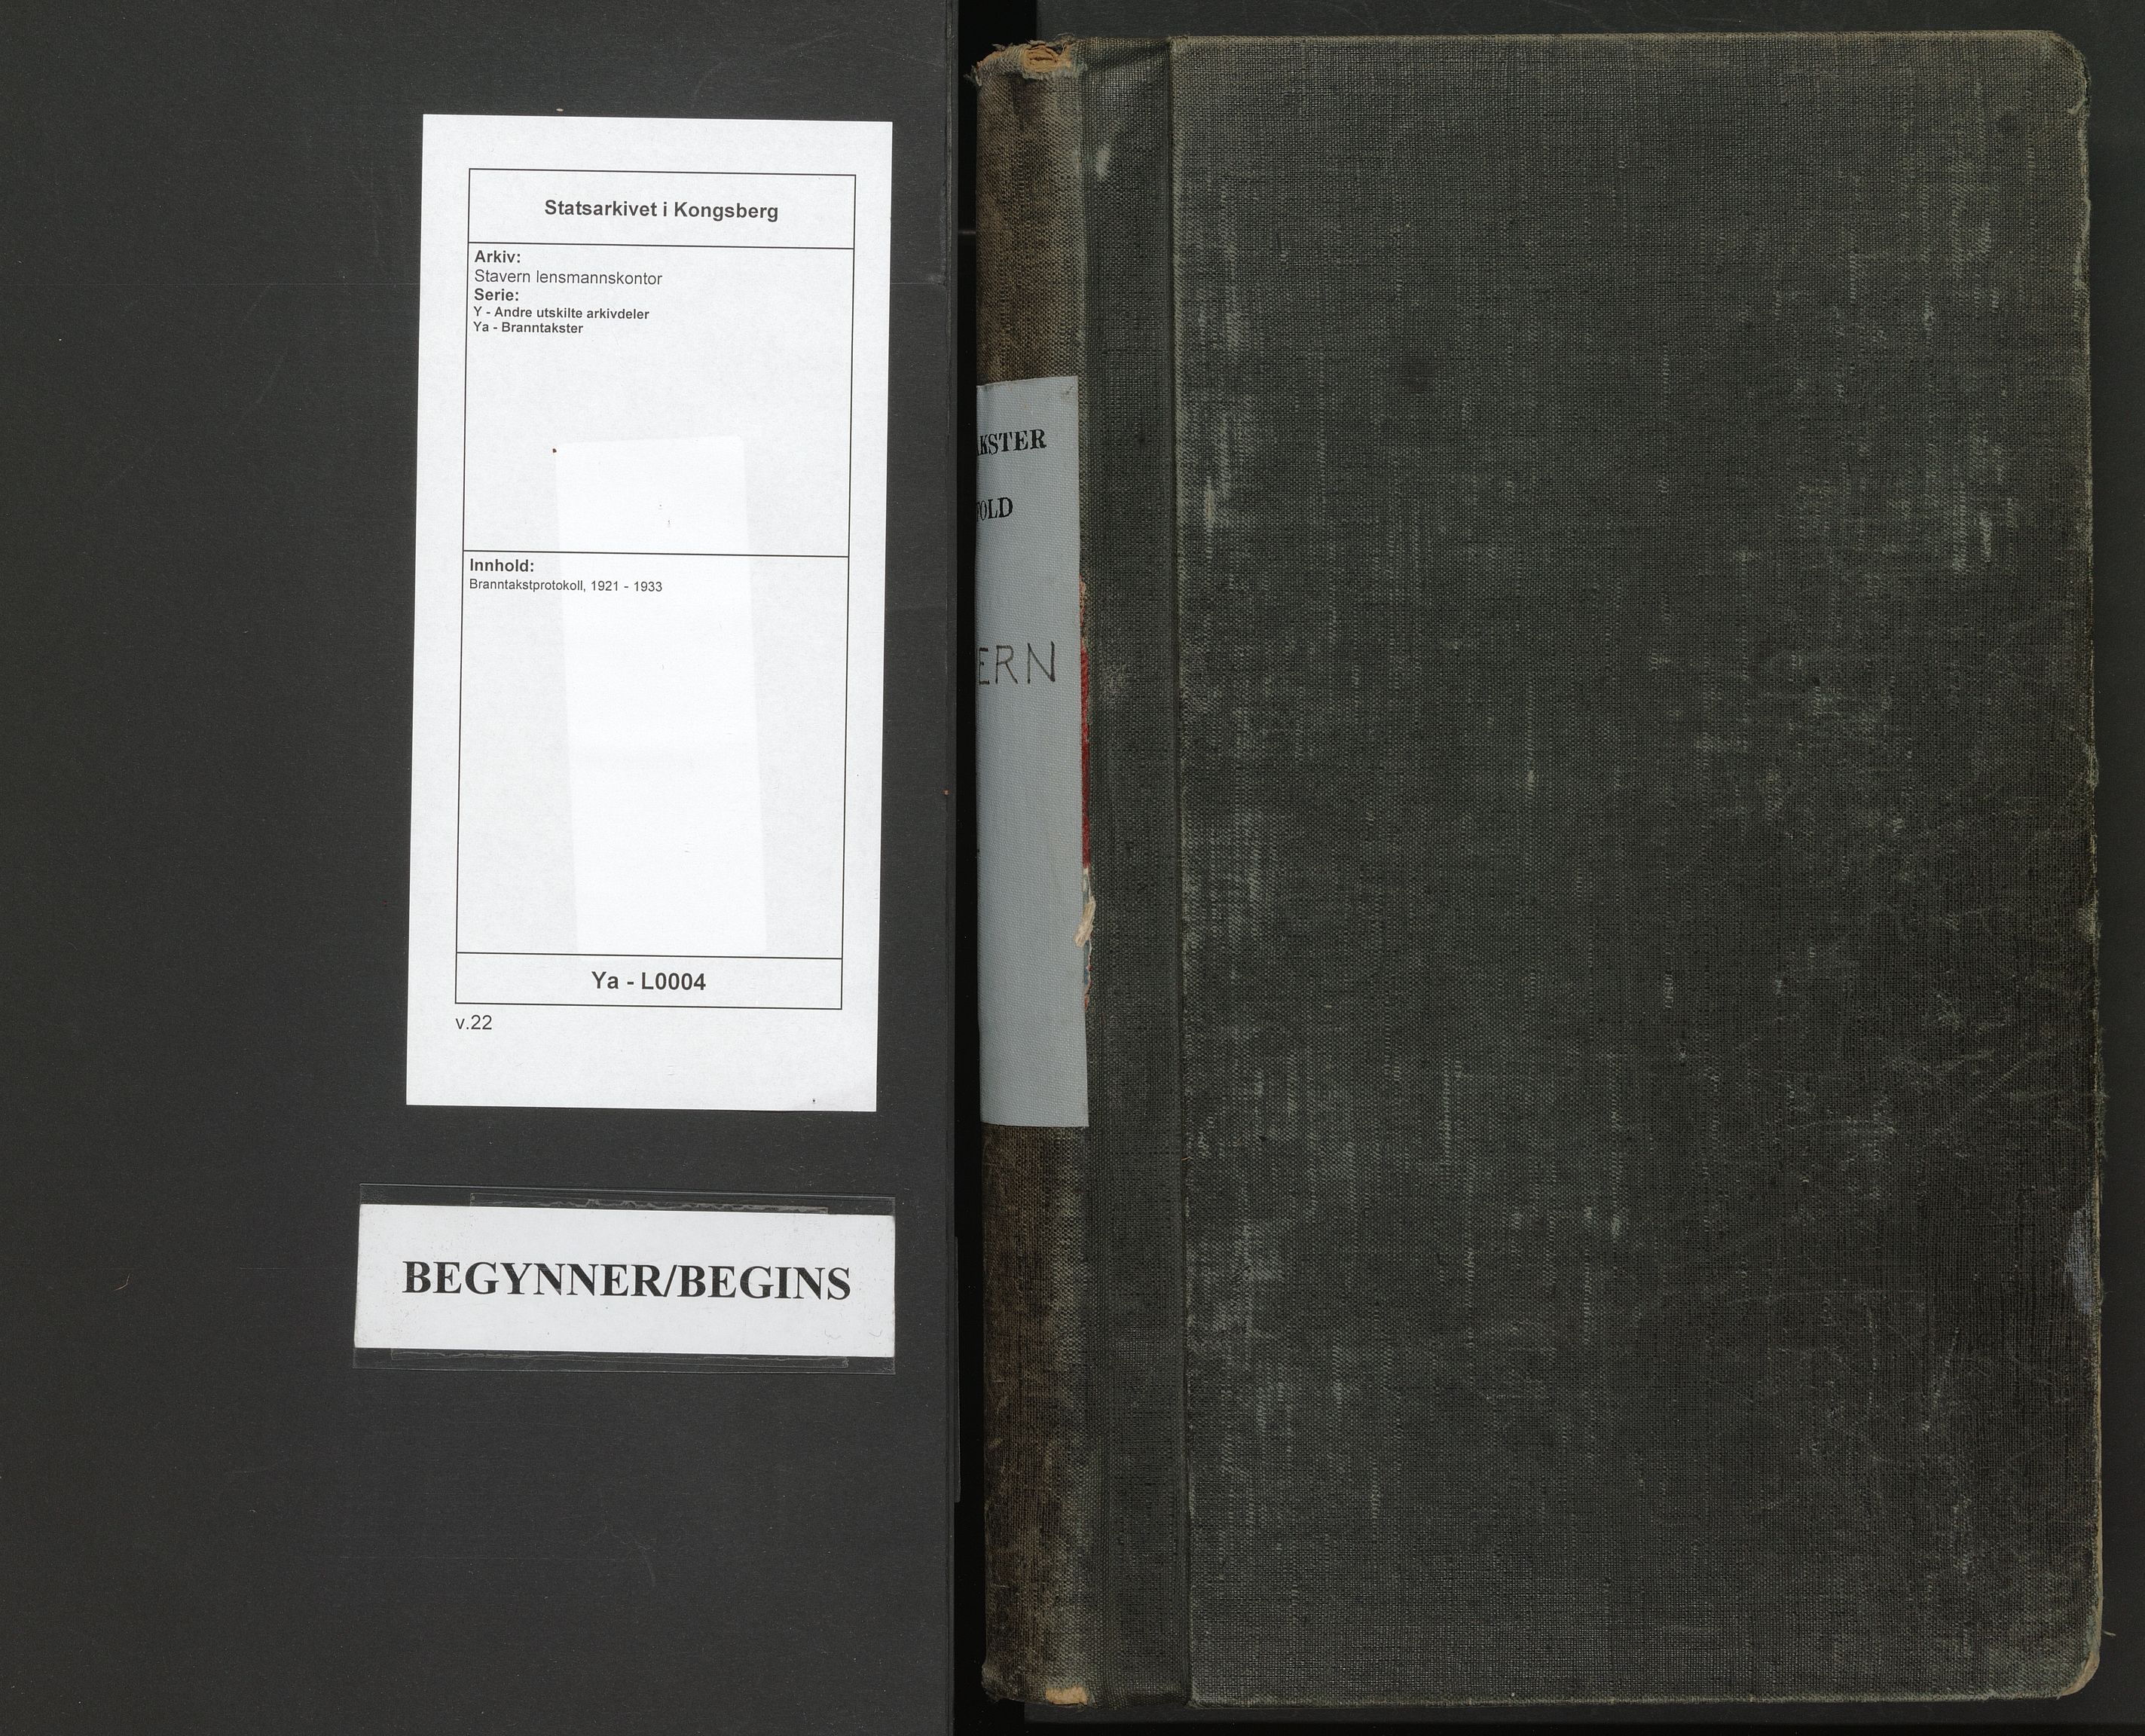 Statsarkivet i Kongsberg
Arkiv:
Stavern lensmannskontor
Serie:
Y - Andre utskilte arkivdeler
Ya - Branntakster
Innhold:
Branntakstprotokoll, 1921 - 1933
Ya - L0004
v.22
BEGYNNER/BEGINS
AKSTER
FOLD
ERN